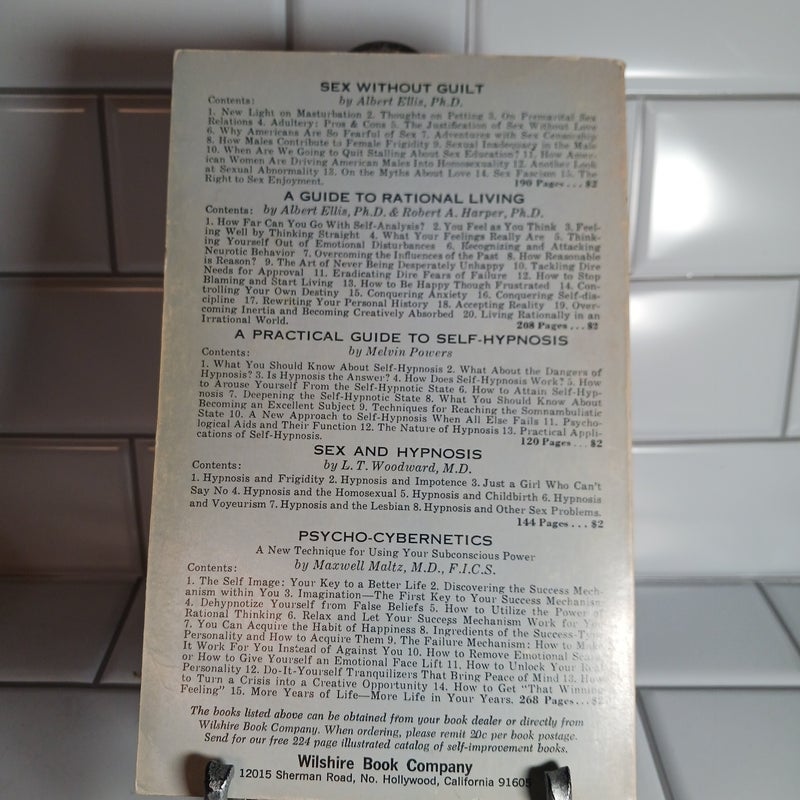 SEX WITHOUT GUILT
Contents: by Albert Ellis, Ph.D.
1. New Light on Masturbation 2. Thoughts on Petting 3. On Premarital Sex
Relations 4. Adultery: Pros & Cons 5. The Justification of Sex Without Love
6. Why Americans Are So Fearful of Sex 7. Adventures with Sex Censorship
8. How Males Contribute to Female Frigidity 9. Sexual Inadequacy in the Male
10. When Are We Going to Quit Stalling About Sex Education? 11. How Amer-
ican Women Are Driving American Males Into Homosexuality 12. Another Look
at Sexual Abnormality 13. On the Myths About Love 14. Sex Fascism 15. The
Right to Sex Enjoyment. 190 Pages . . . $2
A GUIDE TO RATIONAL LIVING
Contents: by Albert Ellis, Ph.D. & Robert A. Harper, Ph.D.
1. How Far Can You Go With Self-Analysis? 2. You Feel as You Think 3. Feel-
ing Well by Thinking Straight 4. What Your Feelings Really Are 5. Think-
ing Yourself Out of Emotional Disturbances 6. Recognizing and Attacking
Neurotic Behavior 7. Overcoming the Influences of the Past 8. How Reasonable
is Reason? 9. The Art of Never Being Desperately Unhappy 10. Tackling Dire
Needs for Approval 11. Eradicating Dire Fears of Failure 12. How to Stop
Blaming and Start Living 13. How to Be Happy Though Frustrated 14. Con-
trolling Your Own Destiny 15. Conquering Anxiety 16. Conquering Self-dis-
cipline 17. Rewriting Your Personal History 18. Accepting Reality 19. Over-
coming Inertia and Becoming Creatively Absorbed 20. Living Rationally in an
Irrational World. 208 Pages . . . $2
A PRACTICAL GUIDE TO SELF-HYPNOSIS
Contents: by Melvin Powers
1. What You Should Know About Self-Hypnosis 2. What About the Dangers of
Hypnosis? 3. Is Hypnosis the Answer? 4. How Does Self-Hypnosis Work? 5. How
to Arouse Yourself From the Self-Hypnotic State 6. How to Attain Self-Hyp-
nosis 7. Deepening the Self-Hypnotic State 8. What You Should Know About
Becoming an Excellent Subject 9. Techniques for Reaching the Somnambulistic
State 10. A New Approach to Self-Hypnosis When All Else Fails 11. Psycho-
logical Aids and Their Function 12. The Nature of Hypnosis 13. Practical Appli-
cations of Self-Hypnosis. 120 Pages . . . $2
SEX AND HYPNOSIS
Contents: by L. T. Woodward, M.D.
1. Hypnosis and Frigidity 2. Hypnosis and Impotence 3. Just a Girl Who Can't
Say No 4. Hypnosis and the Homosexual 5. Hypnosis and Childbirth 6. Hypnosis
and Voyeurism 7. Hypnosis and the Lesbian 8. Hypnosis and Other Sex Problems.
144 Pages . . . $2
PSYCHO-CYBERNETICS
A New Technique for Using Your Subconscious Power
Contents: by Maxwell Maltz, M.D., F.I.C.S.
1. The Self Image: Your Key to a Better Life 2. Discovering the Success Mech-
anism within You 3. Imagination—The First Key to Your Success Mechanism
4. Dehypnotize Yourself from False Beliefs 5. How to Utilize the Power of
Rational Thinking 6. Relax and Let Your Success Mechanism Work for You
7. You Can Acquire the Habit of Happiness 8. Ingredients of the Success-Type
Personality and How to Acquire Them 9. The Failure Mechanism: How to Make
It Work For You Instead of Against You 10. How to Remove Emotional Scars,
or How to Give Yourself an Emotional Face Lift 11. How to Unlock Your Real
Personality 12. Do-It-Yourself Tranquilizers That Bring Peace of Mind 13. How
to Turn a Crisis into a Creative Opportunity 14. How to Get "That Winning
Feeling" 15. More Years of Life—More Life in Your Years. 268 Pages . . . $2
The books listed above can be obtained from your book dealer or directly from
Wilshire Book Company. When ordering, please remit 20c per book postage.
Send for our free 224 page illustrated catalog of self-improvement books.
Wilshire Book Company
12015 Sherman Road, No. Hollywood, California 91605